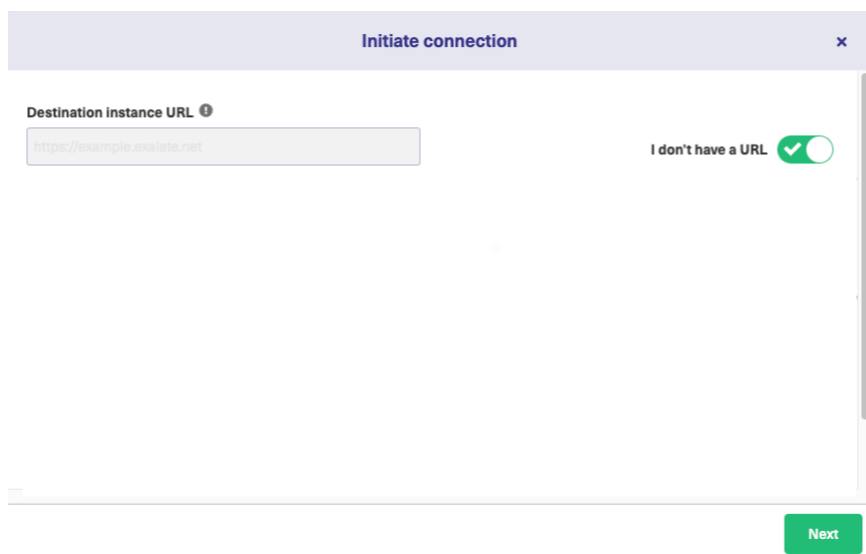 Initiate connection
Destination instance URL
https://example.exalate.net
I don't have a URL
Next